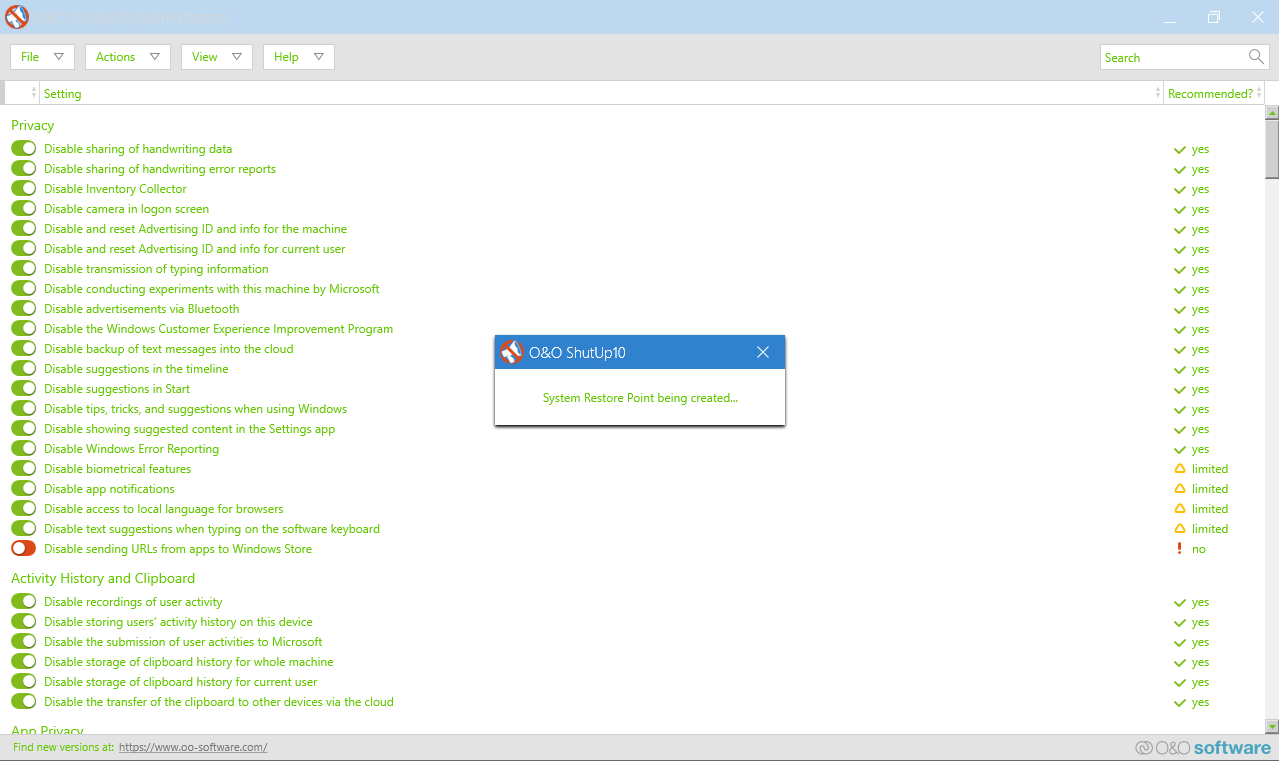 O&O ShutUp10
File Actions View Help Search
Setting Recommended?
Privacy
Disable sharing of handwriting data yes
Disable sharing of handwriting error reports yes
Disable Inventory Collector yes
Disable camera in logon screen yes
Disable and reset Advertising ID and info for the machine yes
Disable and reset Advertising ID and info for current user yes
Disable transmission of typing information yes
Disable conducting experiments with this machine by Microsoft yes
Disable advertisements via Bluetooth yes
Disable the Windows Customer Experience Improvement Program yes
Disable backup of text messages into the cloud yes
Disable suggestions in the timeline yes
Disable suggestions in Start yes
Disable tips, tricks, and suggestions when using Windows yes
Disable showing suggested content in the Settings app yes
Disable Windows Error Reporting yes
Disable biometrical features limited
Disable app notifications limited
Disable access to local language for browsers limited
Disable text suggestions when typing on the software keyboard limited
Disable sending URLs from apps to Windows Store no
O&O ShutUp10
System Restore Point being created...
Activity History and Clipboard
Disable recordings of user activity yes
Disable storing users' activity history on this device yes
Disable the submission of user activities to Microsoft yes
Disable storage of clipboard history for whole machine yes
Disable storage of clipboard history for current user yes
Disable the transfer of the clipboard to other devices via the cloud yes
App Privacy
Find new versions at: https://www.oo-software.com/ O&O software